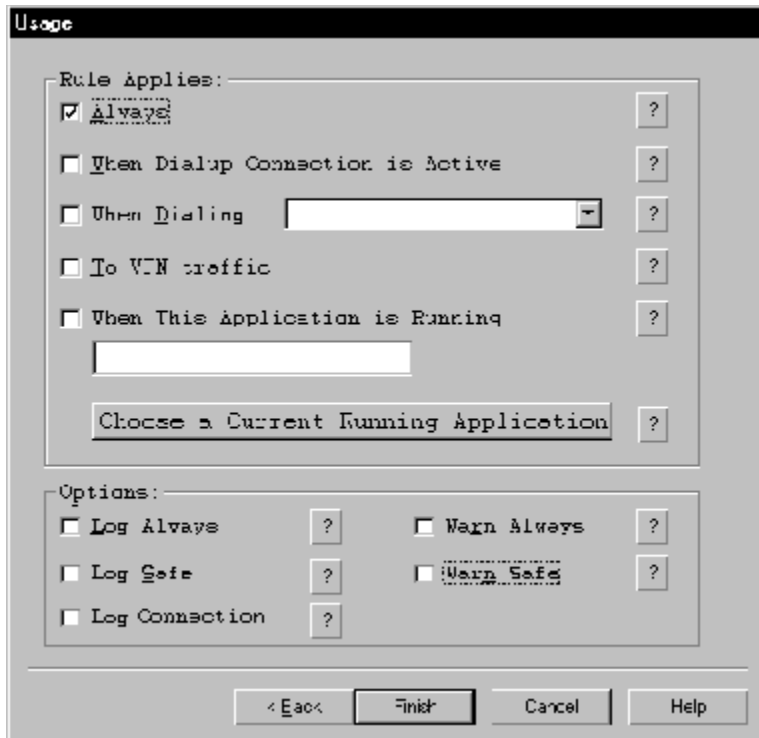 Usage
Rule Applies:
Always ?
When Dialup Connection is Active ?
When Dialing ?
To VPN traffic ?
When This Application is Running ?
Choose a Current Running Application ?
Options:
Log Always ? Warn Always ?
Log Safe ? Warn Safe ?
Log Connection ?
< Back Finish Cancel Help